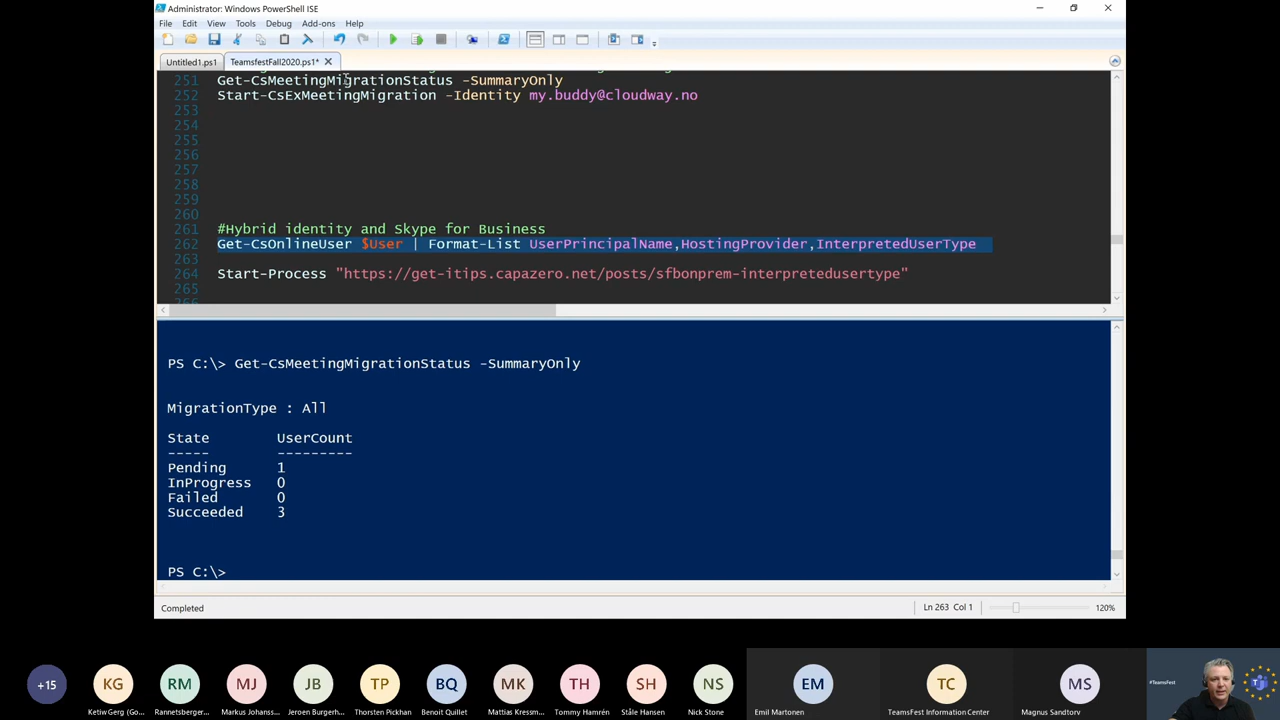 Administrator: Windows PowerShell ISE
File Edit View Tools Debug Add-ons Help
Untitled1.ps1 TeamsfestFall2020.ps1*
251 Get-CsMeetingMigrationStatus -SummaryOnly
252 Start-CsExMeetingMigration -Identity my.buddy@cloudway.no
253
254
255
256
257
258
259
260
261 #Hybrid identity and Skype for Business
262 Get-CsOnlineUser $User | Format-List UserPrincipalName,HostingProvider,InterpretedUserType
263
264 Start-Process "https://get-itips.capazero.net/posts/sfbonprem-interpretedusertype"
265
266
PS C:\> Get-CsMeetingMigrationStatus -SummaryOnly
MigrationType : All
State UserCount
----- ---------
Pending 1
InProgress 0
Failed 0
Succeeded 3
PS C:\>
Completed Ln 263 Col 1 120%
+15 KG RM MJ JB TP BQ MK TH SH NS EM TC MS #TeamsFest
Ketiw Gerg (Go... Rannetsberger... Markus Johanss... Jeroen Burgerh... Thorsten Pickhan Benoit Quillet Mattias Kressm... Tommy Hamrén Ståle Hansen Nick Stone Emil Martonen TeamsFest Information Center Magnus Sandtorv